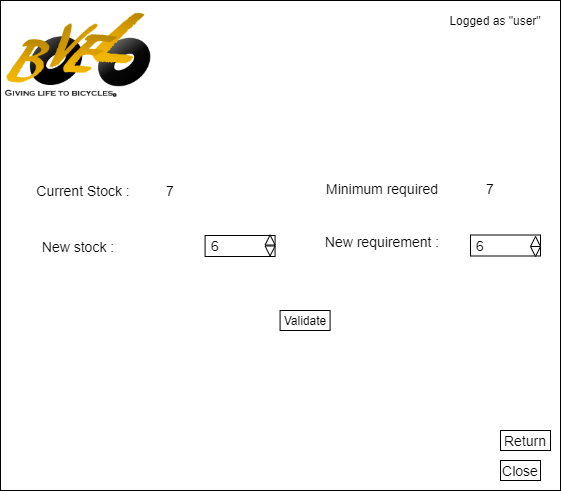 Logged as "user"
BVELO
GIVING LIFE TO BICYCLES.
Current Stock : 7
Minimum required 7
New stock : 6
New requirement : 6
Validate
Return
Close